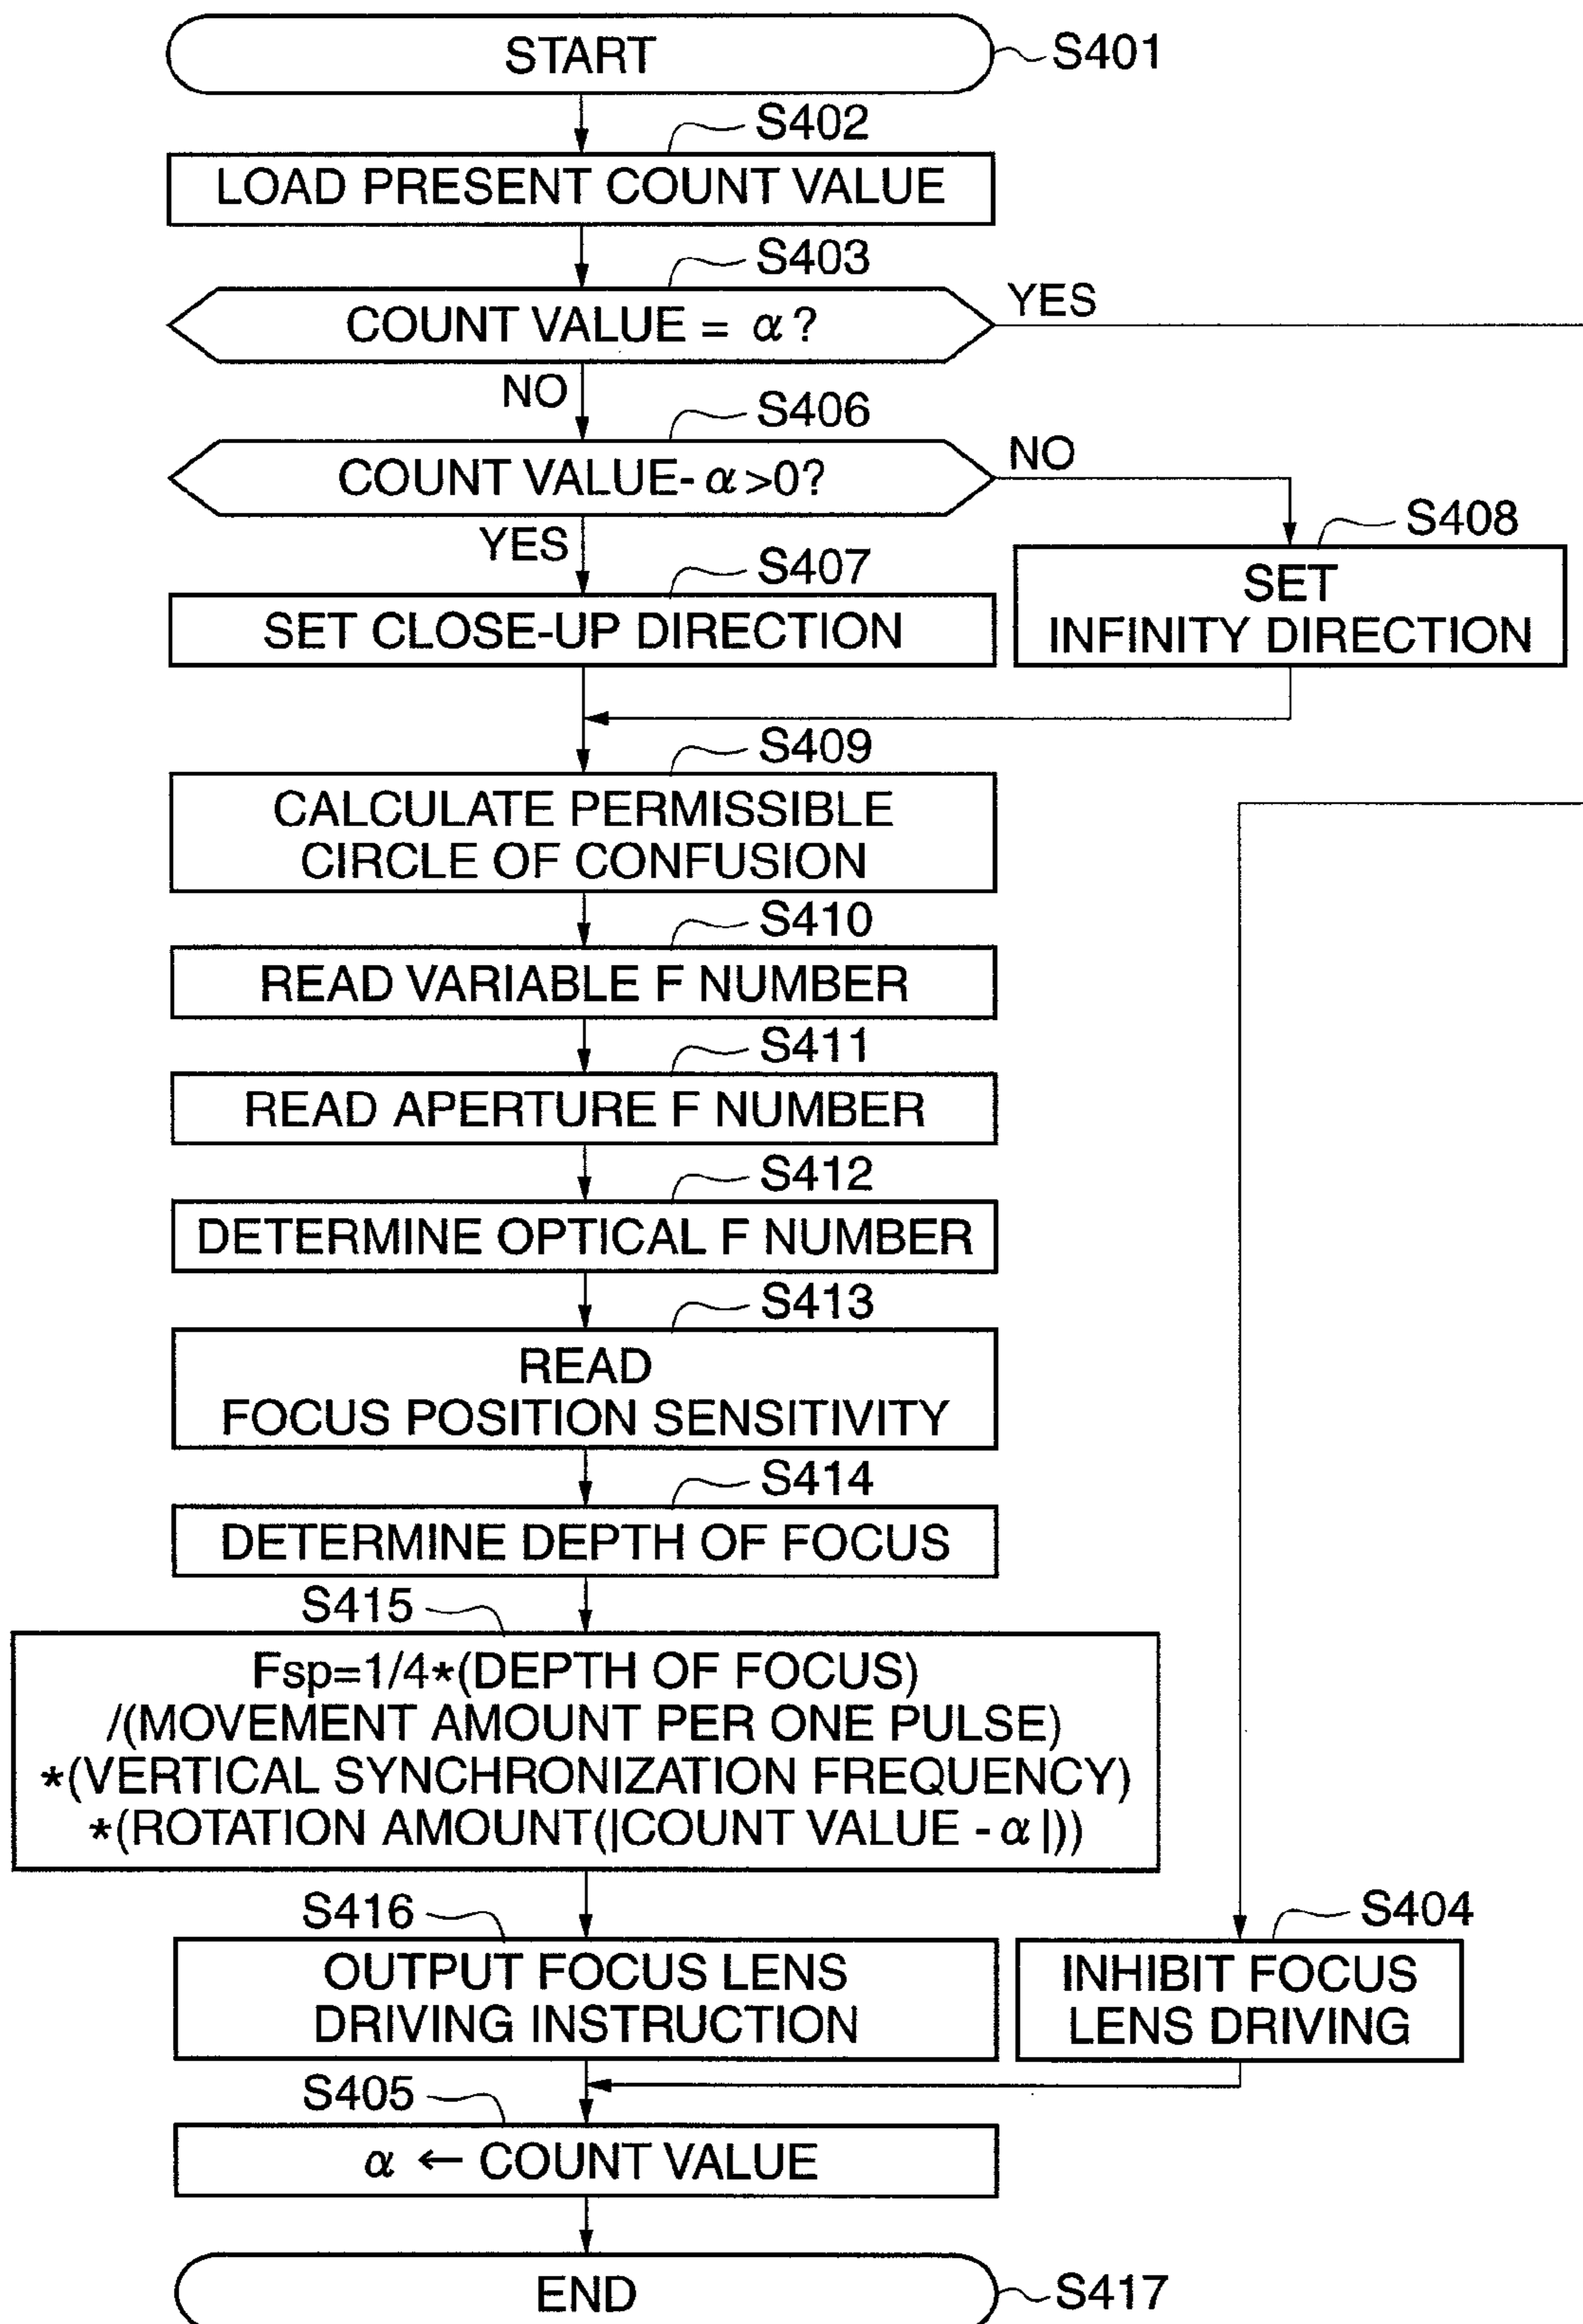 START
S401
S402
LOAD PRESENT COUNT VALUE
S403
COUNT VALUE = α?
YES
NO
S406
COUNT VALUE-α>0?
NO
YES
S408
SET
INFINITY DIRECTION
S407
SET CLOSE-UP DIRECTION
S409
CALCULATE PERMISSIBLE
CIRCLE OF CONFUSION
S410
READ VARIABLE F NUMBER
S411
READ APERTURE F NUMBER
S412
DETERMINE OPTICAL F NUMBER
S413
READ
FOCUS POSITION SENSITIVITY
S414
DETERMINE DEPTH OF FOCUS
S415
Fsp=1/4*(DEPTH OF FOCUS)
/(MOVEMENT AMOUNT PER ONE PULSE)
*(VERTICAL SYNCHRONIZATION FREQUENCY)
*(ROTATION AMOUNT(|COUNT VALUE - α|))
S416
OUTPUT FOCUS LENS
DRIVING INSTRUCTION
S404
INHIBIT FOCUS
LENS DRIVING
S405
α ← COUNT VALUE
END
S417